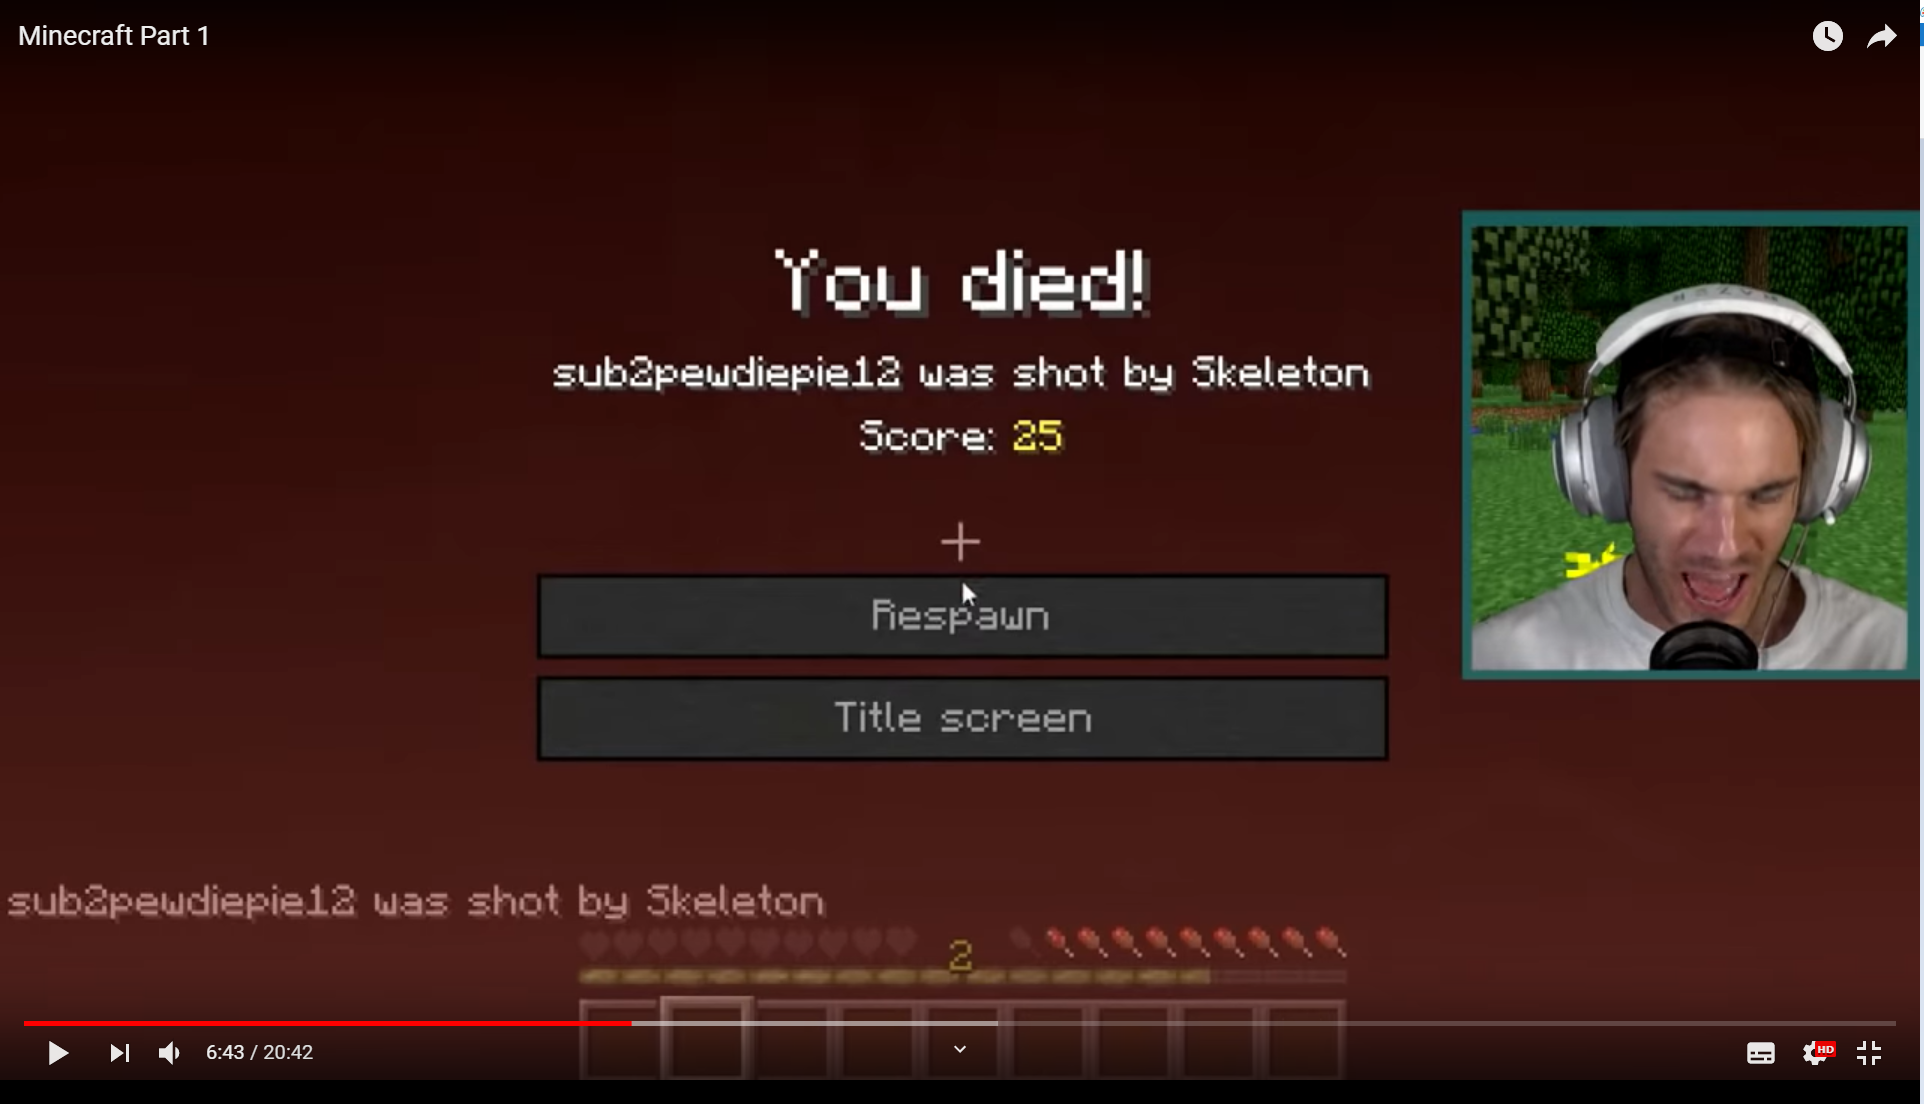 Minecraft Part 1
RAZER
You died!
sub2pewdiepie12 was shot by Skeleton
Score: 25
Respawn
Title screen
sub2pewdiepie12 was shot by Skeleton
2
6:43 / 20:42
HD